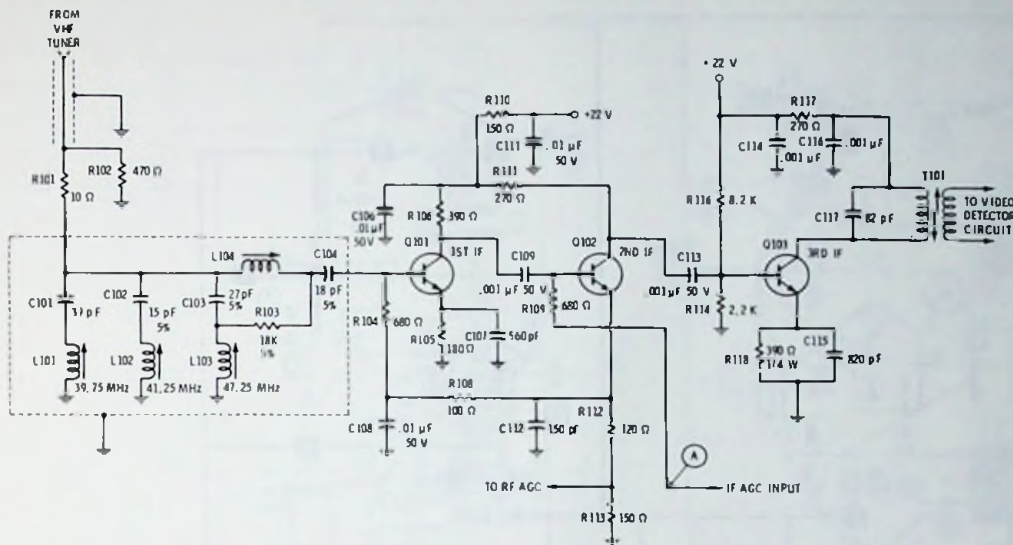 FROM
VHF
TUNER
R101
10 Ω
R102
470 Ω
C101
L101
39.75 MHz
C102
15 pF
5%
L102
41.25 MHz
C103
27 pF
5%
L103
47.25 MHz
L104
R103
18K
C104
18 pF
5%
R104
680 Ω
C106
.01 µF
50 V
R106
390 Ω
Q101
1ST IF
R105
180 Ω
C107
560 pF
R108
100 Ω
C108
.01 µF
50 V
R110
150 Ω
C111
.01 µF
50 V
+22 V
R111
270 Ω
C109
.001 µF 50 V
R109
680 Ω
Q102
2ND IF
C112
150 pF
R112
120 Ω
TO RF AGC
R113
150 Ω
A
IF AGC INPUT
C113
.001 µF 50 V
+22 V
R116
8.2 K
R114
2.2 K
C114
.001 µF
R117
270 Ω
C116
.001 µF
Q103
3RD IF
R118
390 Ω
1/4 W
C115
820 pF
C117
82 pF
T101
TO VIDEO
DETECTOR
CIRCUIT